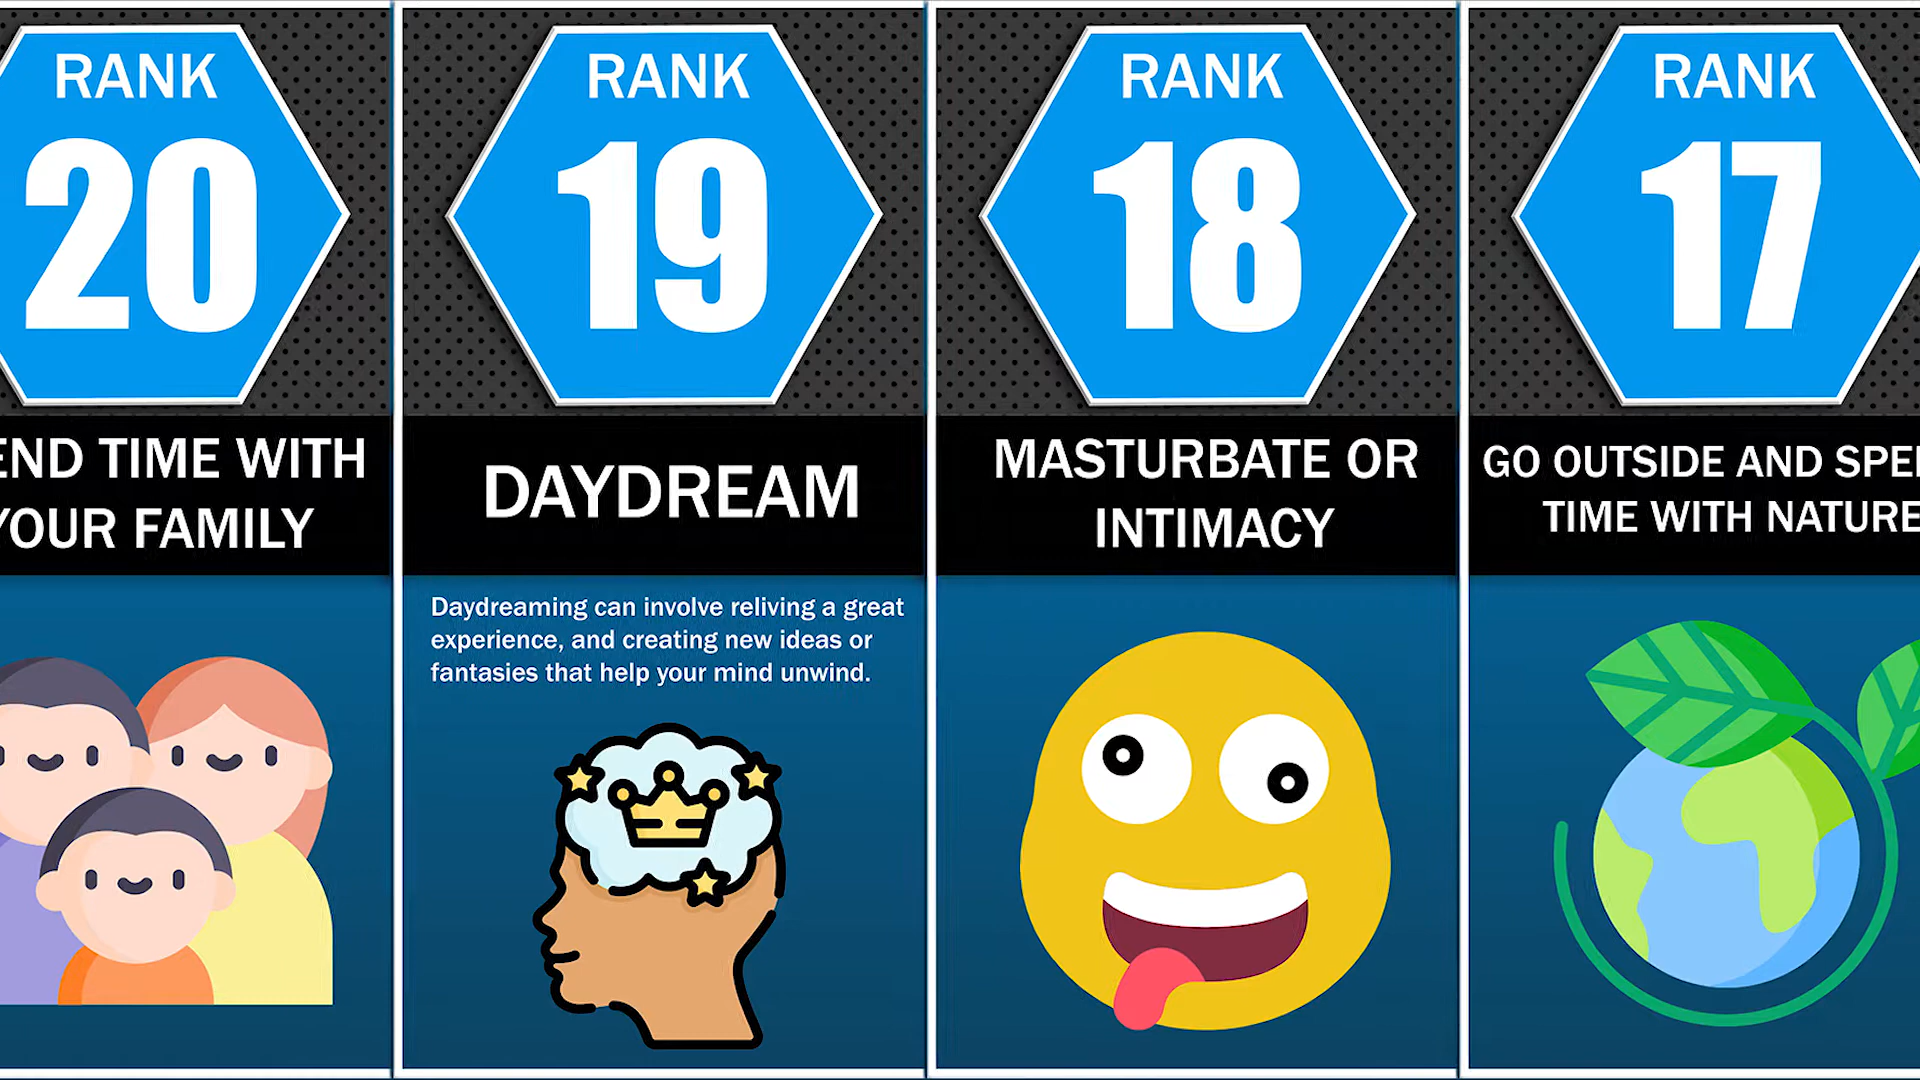 RANK
20
END TIME WITH
YOUR FAMILY
RANK
19
DAYDREAM
Daydreaming can involve reliving a great
experience, and creating new ideas or
fantasies that help your mind unwind.
RANK
18
MASTURBATE OR
INTIMACY
RANK
17
GO OUTSIDE AND SPE
TIME WITH NATURE